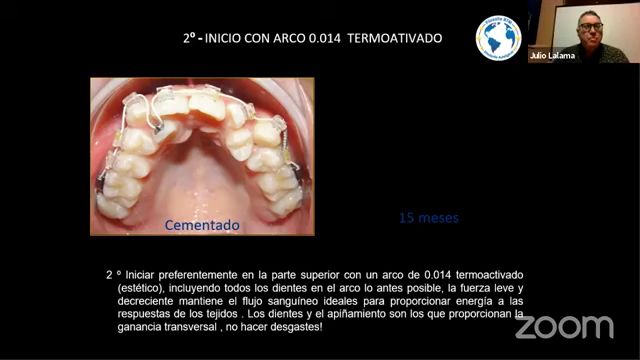 2º - INICIO CON ARCO 0.014 TERMOATIVADO
Julio Lalama
Cementado
15 meses
2 º Iniciar preferentemente en la parte superior con un arco de 0.014 termoactivado
(estético), incluyendo todos los dientes en el arco lo antes posible, la fuerza leve y
decreciente mantiene el flujo sanguíneo ideales para proporcionar energía a las
respuestas de los tejidos . Los dientes y el apiñamiento son los que proporcionan la
ganancia transversal , no hacer desgastes!
zoom